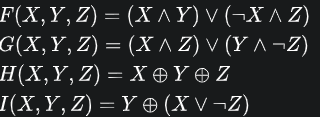 F(X, Y, Z) = (X ∧ Y) ∨ (¬X ∧ Z)
G(X, Y, Z) = (X ∧ Z) ∨ (Y ∧ ¬Z)
H(X, Y, Z) = X ⊕ Y ⊕ Z
I(X, Y, Z) = Y ⊕ (X ∨ ¬Z)